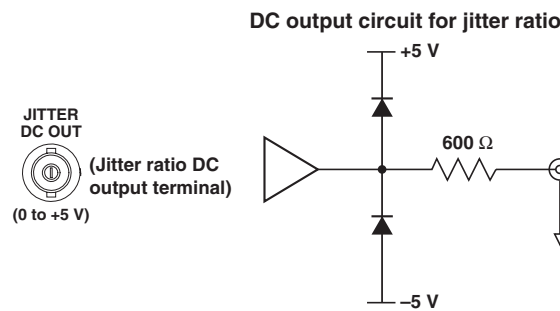 DC output circuit for jitter ratio
+5 V
JITTER
DC OUT
600 Ω
(Jitter ratio DC
output terminal)
(0 to +5 V)
–5 V